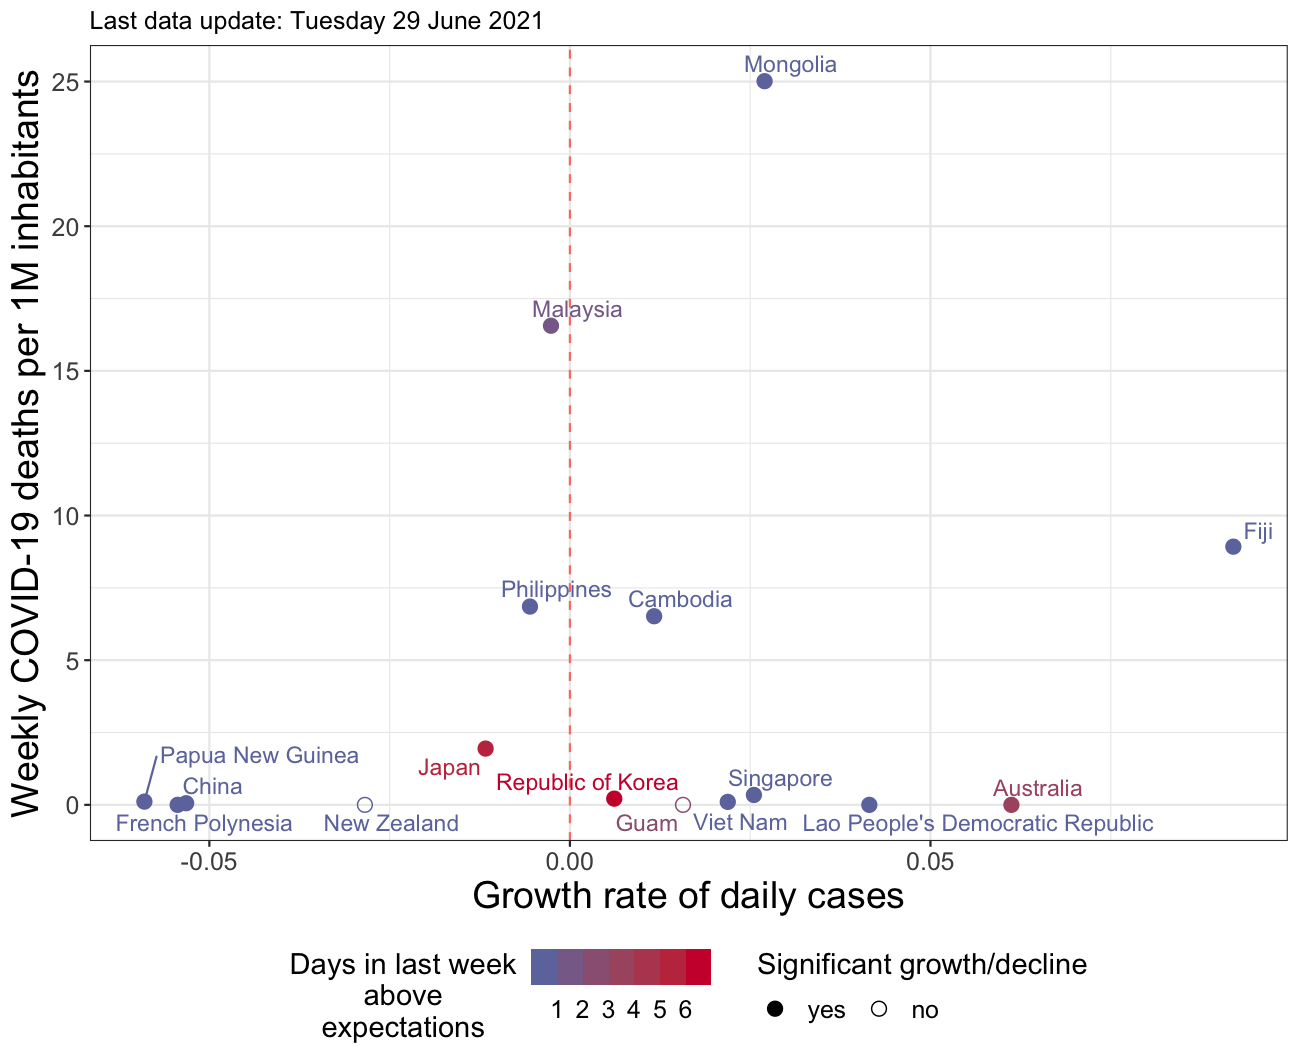 Last data update: Tuesday 29 June 2021
Weekly COVID-19 deaths per 1M inhabitants
25
20
15
10
5
0
Mongolia
Malaysia
Fiji
Philippines
Cambodia
Papua New Guinea
Japan
Republic of Korea
Singapore
China
Australia
French Polynesia
New Zealand
Guam
Viet Nam
Lao People's Democratic Republic
-0.05
0.00
0.05
Growth rate of daily cases
Days in last week
above
expectations
1 2 3 4 5 6
Significant growth/decline
yes
no